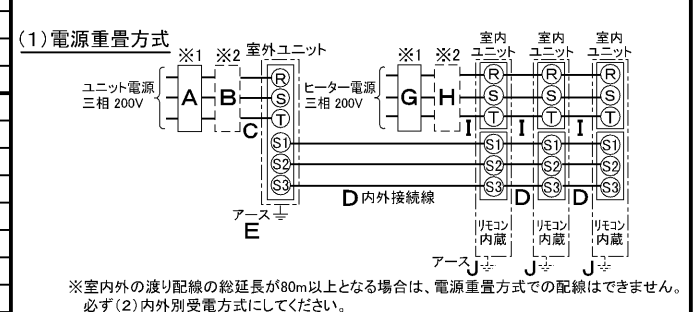 (1)電源重畳方式
※1 ※2 室外ユニット ※1 ※2 室内ユニット 室内ユニット 室内ユニット
ユニット電源
三相 200V
A B C
R
S
T
S1
S2
S3
アース
E
D 内外接続線
ヒーター電源
三相 200V
G H I I I
R R R
S S S
T T T
S1 S1 S1
S2 S2 S2
S3 S3 S3
D D
リモコン内蔵 リモコン内蔵 リモコン内蔵
アース J J J
※室内外の渡り配線の総延長が80m以上となる場合は、電源重畳方式での配線はできません。
必ず(2)内外別受電方式にしてください。